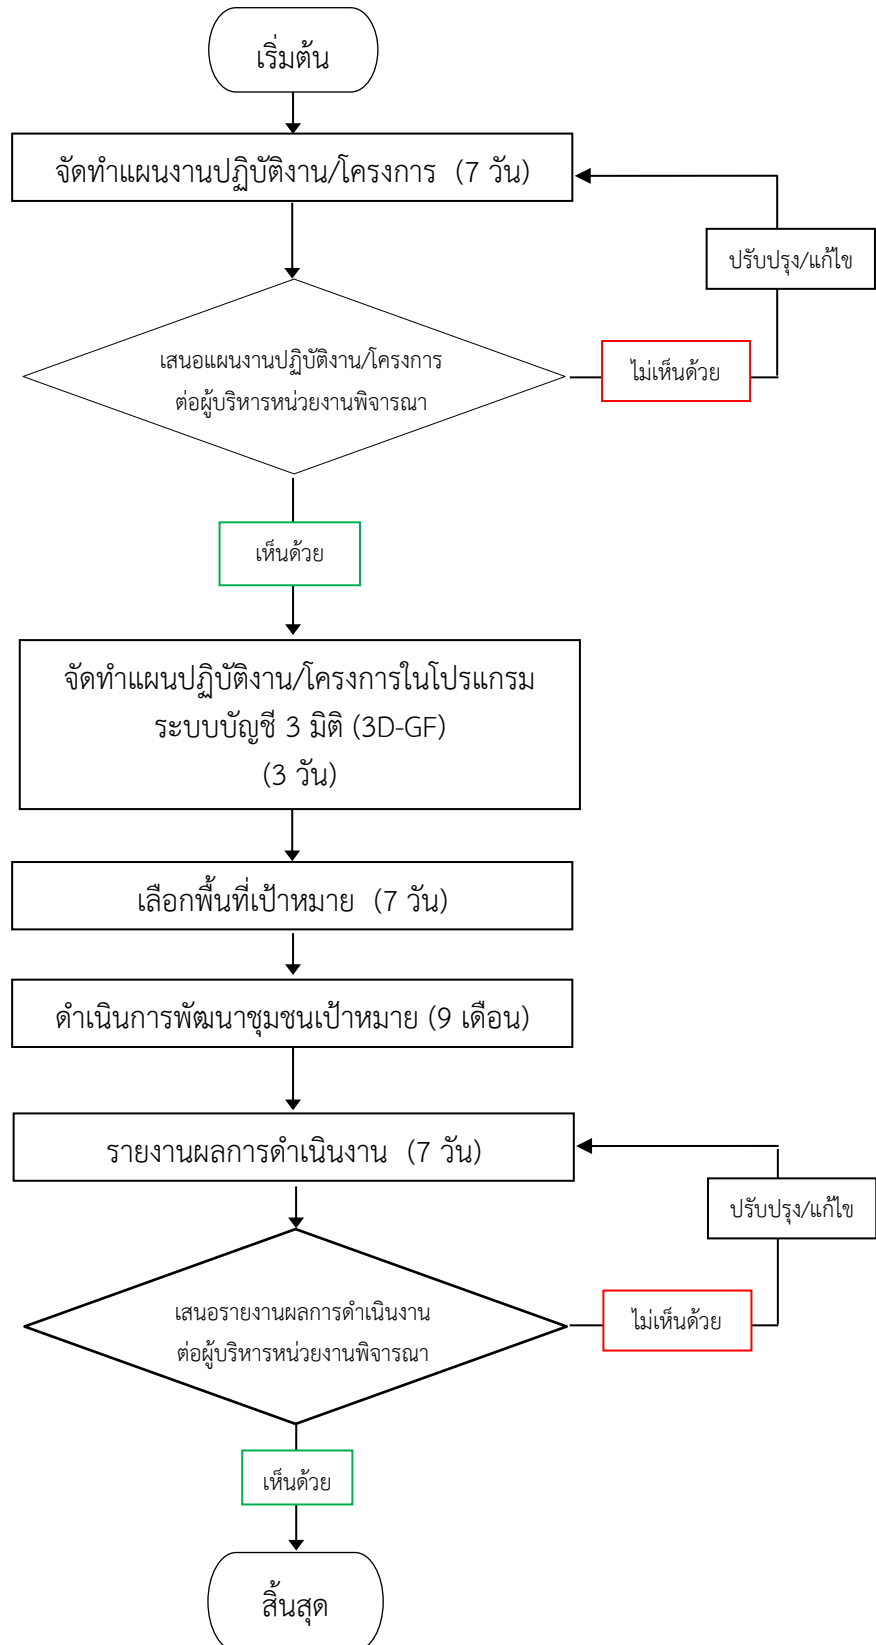 เริ่มต้น
จัดทำแผนงานปฏิบัติงาน/โครงการ (7 วัน)
ปรับปรุง/แก้ไข
เสนอแผนงานปฏิบัติงาน/โครงการ
ต่อผู้บริหารหน่วยงานพิจารณา
ไม่เห็นด้วย
เห็นด้วย
จัดทำแผนปฏิบัติงาน/โครงการในโปรแกรม
ระบบบัญชี 3 มิติ (3D-GF)
(3 วัน)
เลือกพื้นที่เป้าหมาย (7 วัน)
ดำเนินการพัฒนาชุมชนเป้าหมาย (9 เดือน)
รายงานผลการดำเนินงาน (7 วัน)
ปรับปรุง/แก้ไข
เสนอรายงานผลการดำเนินงาน
ต่อผู้บริหารหน่วยงานพิจารณา
ไม่เห็นด้วย
เห็นด้วย
สิ้นสุด